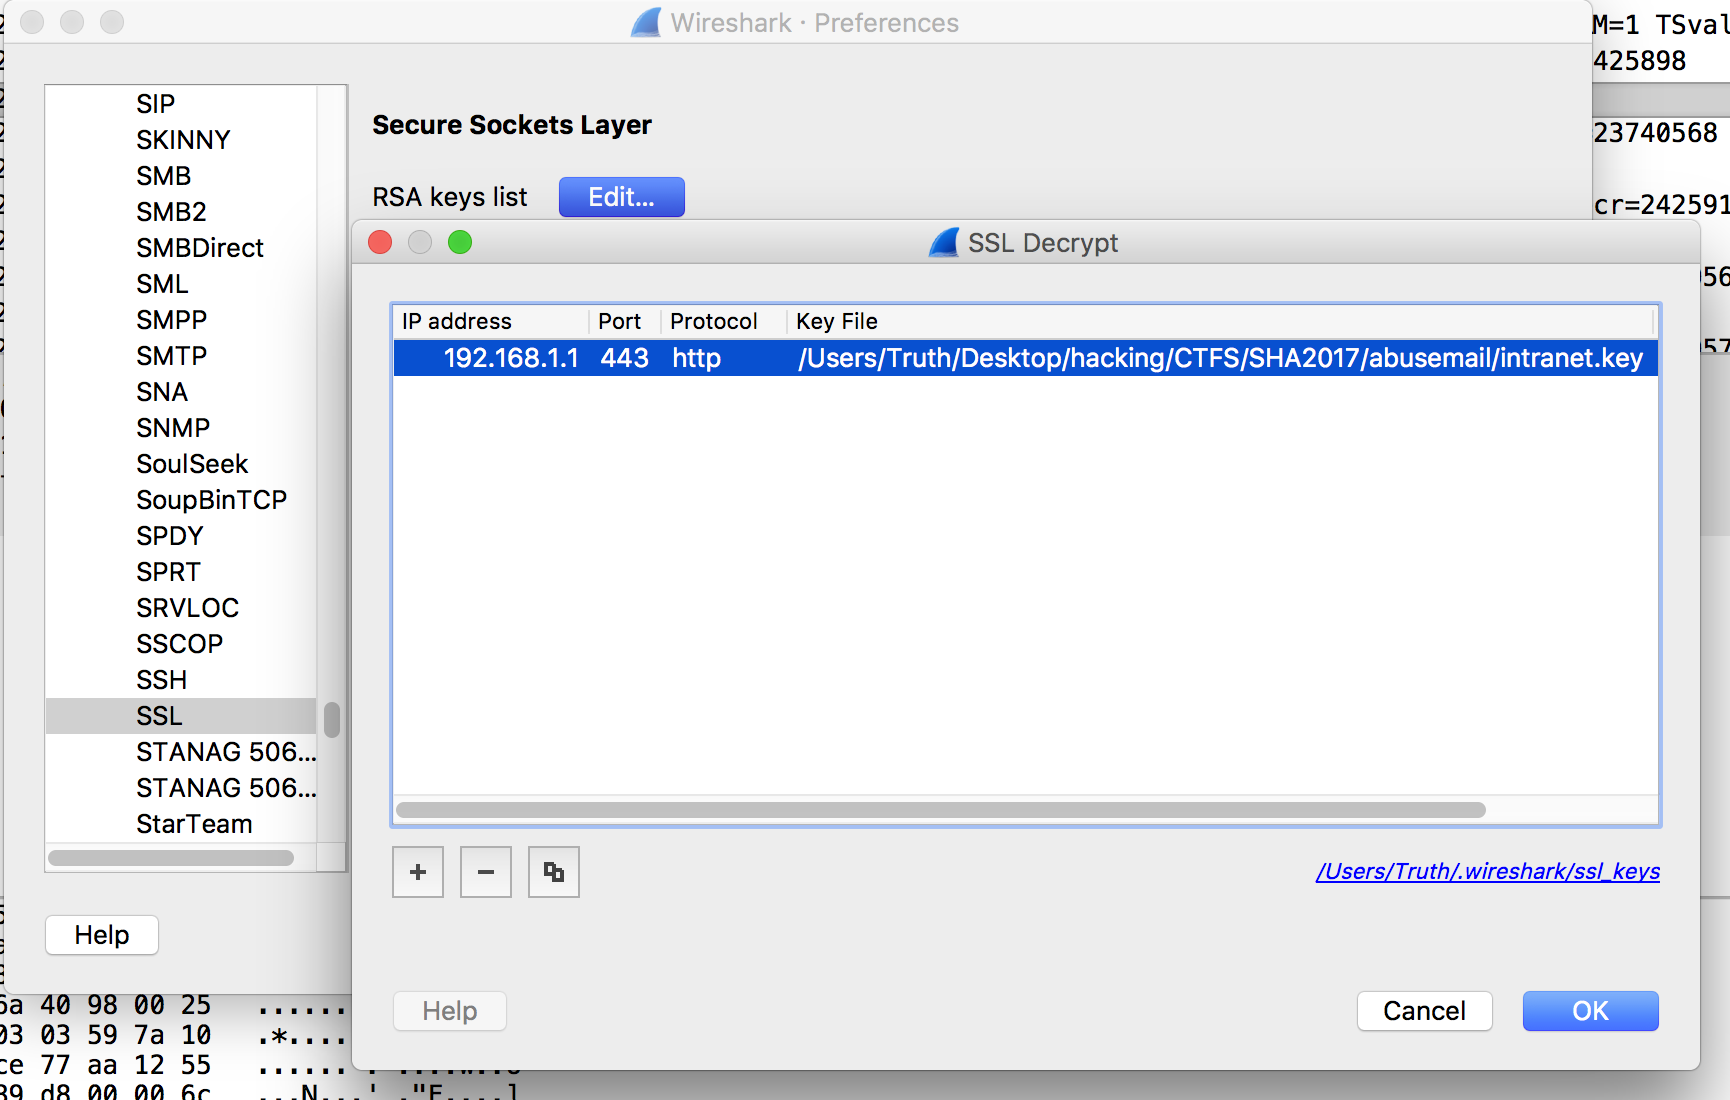 Wireshark · Preferences
M=1 TSval
425898
23740568
cr=242591
56
57
SIP
SKINNY
SMB
SMB2
SMBDirect
SML
SMPP
SMTP
SNA
SNMP
SoulSeek
SoupBinTCP
SPDY
SPRT
SRVLOC
SSCOP
SSH
SSL
STANAG 506...
STANAG 506...
StarTeam
Help
Secure Sockets Layer
RSA keys list Edit...
SSL Decrypt
IP address Port Protocol Key File
192.168.1.1 443 http /Users/Truth/Desktop/hacking/CTFS/SHA2017/abusemail/intranet.key
+ −
/Users/Truth/.wireshark/ssl_keys
Help Cancel OK
6a 40 98 00 25 ......
03 03 59 7a 10 .*....
ce 77 aa 12 55 ......
89 d8 00 00 6c ...N...'."E....l